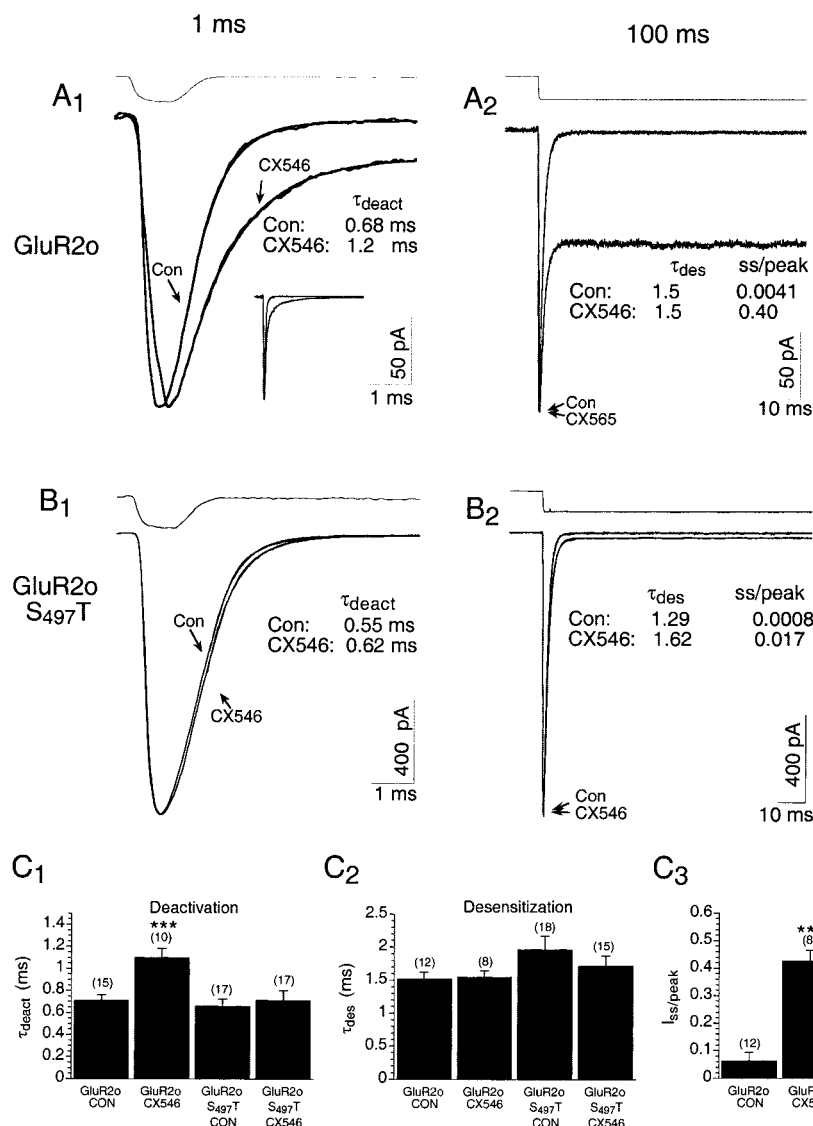 1 ms
100 ms
A1
CX546
τdeact
Con: 0.68 ms
CX546: 1.2 ms
Con
GluR2o
50 pA
1 ms
A2
τdes ss/peak
Con: 1.5 0.0041
CX546: 1.5 0.40
Con
CX565
50 pA
10 ms
B1
GluR2o
S497T
τdeact
Con: 0.55 ms
CX546: 0.62 ms
Con
CX546
400 pA
1 ms
B2
τdes ss/peak
Con: 1.29 0.0008
CX546: 1.62 0.017
Con
CX546
400 pA
10 ms
C1
Deactivation
τdeact (ms)
1.4
1.2
1
0.8
0.6
0.4
0.2
0
(15)
***
(10)
(17)
(17)
GluR2o
CON
GluR2o
CX546
GluR2o
S497T
CON
GluR2o
S497T
CX546
C2
Desensitization
τdes (ms)
2.5
2
1.5
1
0.5
0
(12)
(8)
(18)
(15)
GluR2o
CON
GluR2o
CX546
GluR2o
S497T
CON
GluR2o
S497T
CX546
C3
Iss/peak
0.6
0.5
0.4
0.3
0.2
0.1
0
(12)
**
(8
GluR2o
CON